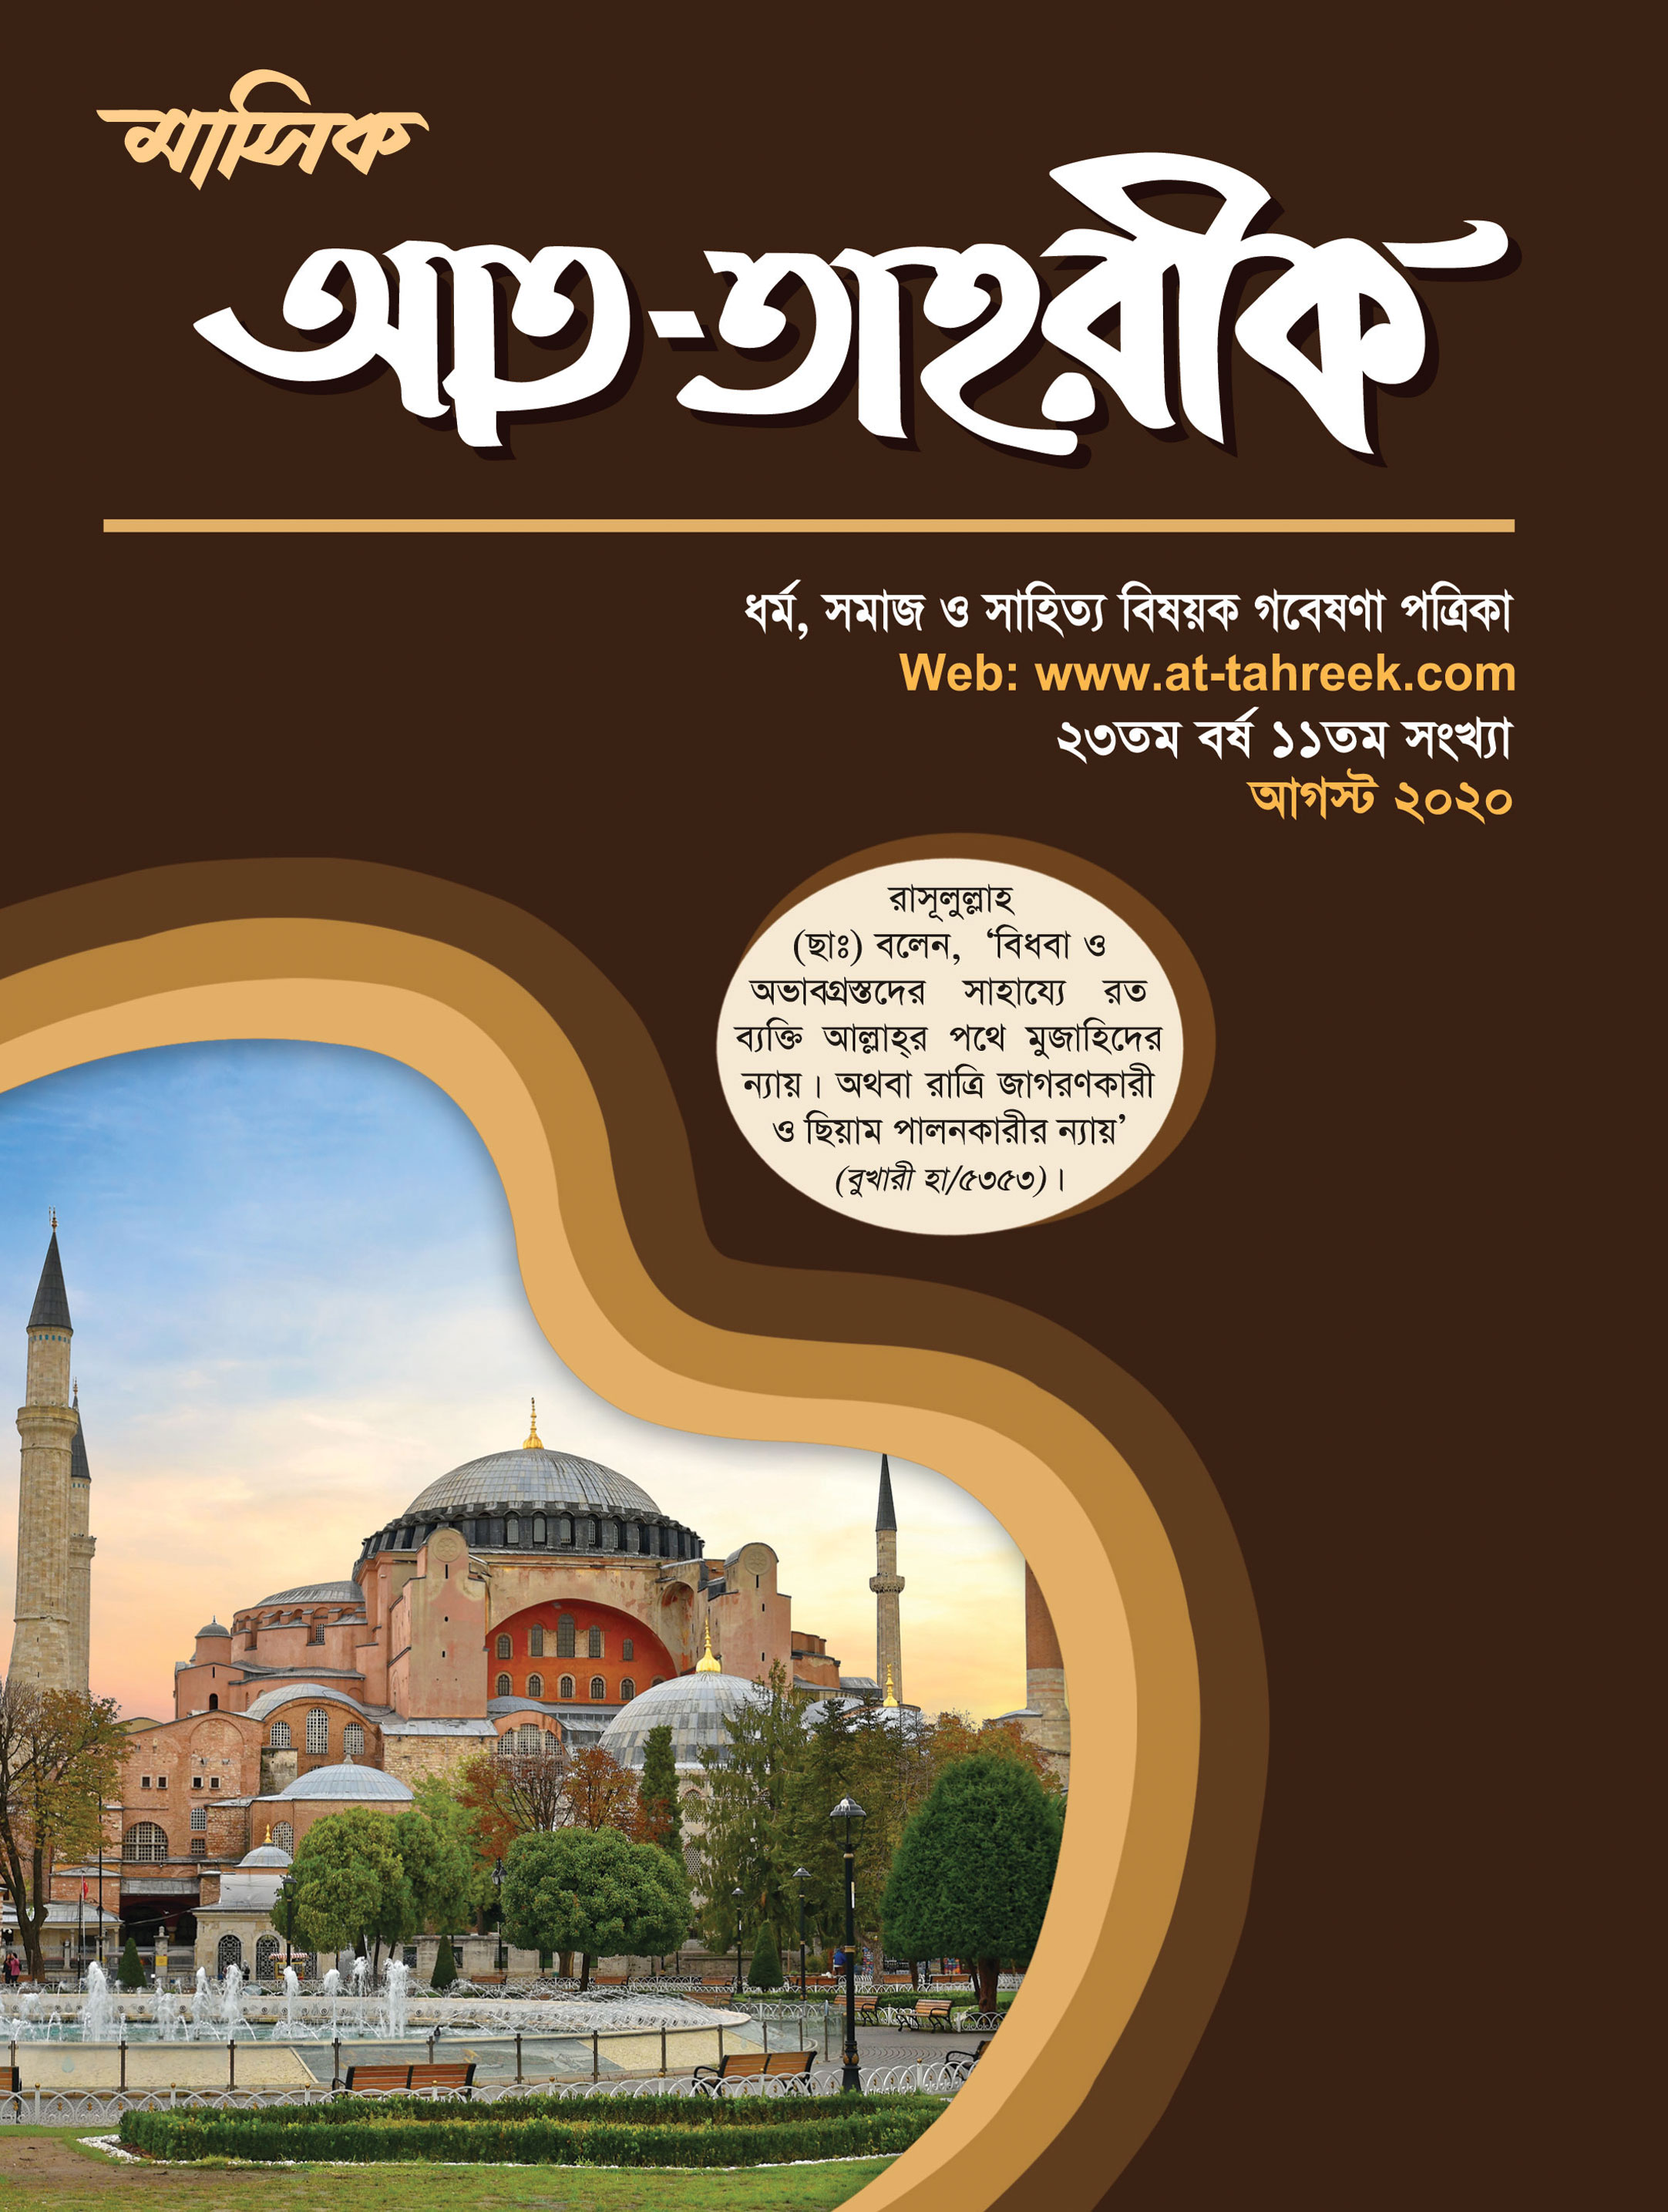 মাসিক
আত-তাহরীক
ধর্ম, সমাজ ও সাহিত্য বিষয়ক গবেষণা পত্রিকা
Web: www.at-tahreek.com
২৩তম বর্ষ ১১তম সংখ্যা
আগস্ট ২০২০
রাসূলুল্লাহ
(ছাঃ) বলেন, ‘বিধবা ও
অভাবগ্রস্তদের সাহায্যে রত
ব্যক্তি আল্লাহ্‌র পথে মুজাহিদের
ন্যায়। অথবা রাত্রি জাগরণকারী
ও ছিয়াম পালনকারীর ন্যায়’
(বুখারী হা/৫৩৫৩)।